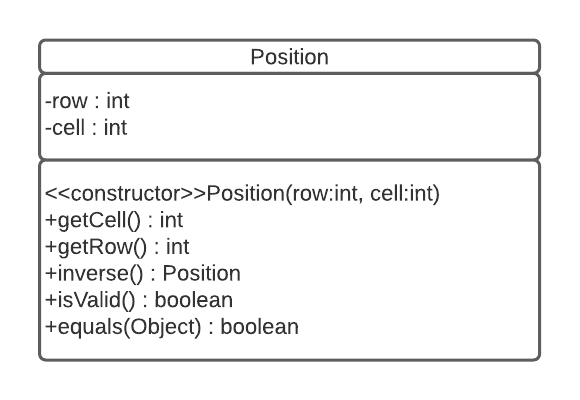 Position
-row : int
-cell : int
<<constructor>>Position(row:int, cell:int)
+getCell() : int
+getRow() : int
+inverse() : Position
+isValid() : boolean
+equals(Object) : boolean